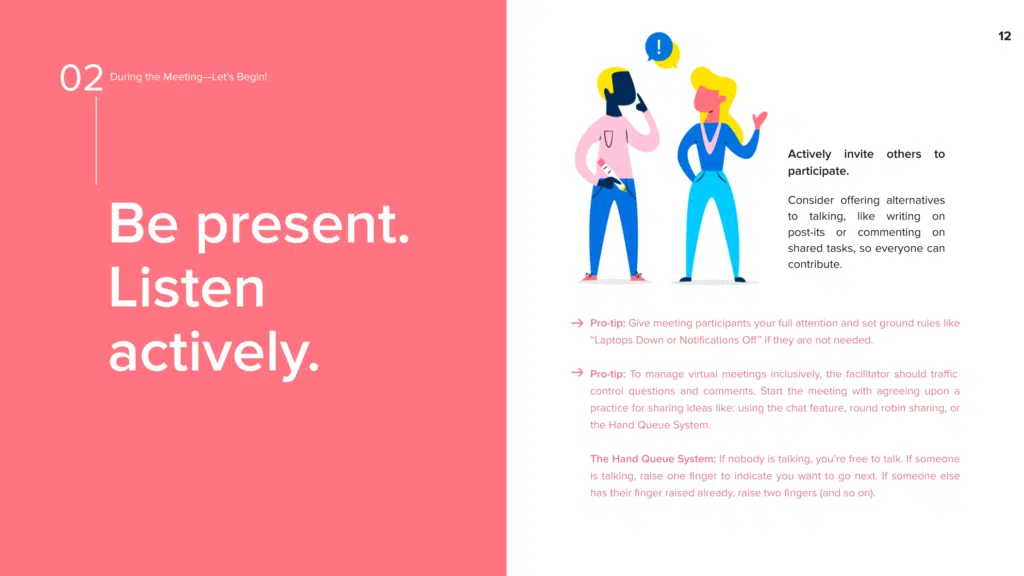 02 During the Meeting—Let's Begin!
Be present.
Listen
actively.
!
12
Actively invite others to
participate.
Consider offering alternatives
to talking, like writing on
post-its or commenting on
shared tasks, so everyone can
contribute.
→ Pro-tip: Give meeting participants your full attention and set ground rules like
“Laptops Down or Notifications Off” if they are not needed.
→ Pro-tip: To manage virtual meetings inclusively, the facilitator should traffic
control questions and comments. Start the meeting with agreeing upon a
practice for sharing ideas like: using the chat feature, round robin sharing, or
the Hand Queue System.
The Hand Queue System: If nobody is talking, you’re free to talk. If someone
is talking, raise one finger to indicate you want to go next. If someone else
has their finger raised already, raise two fingers (and so on).